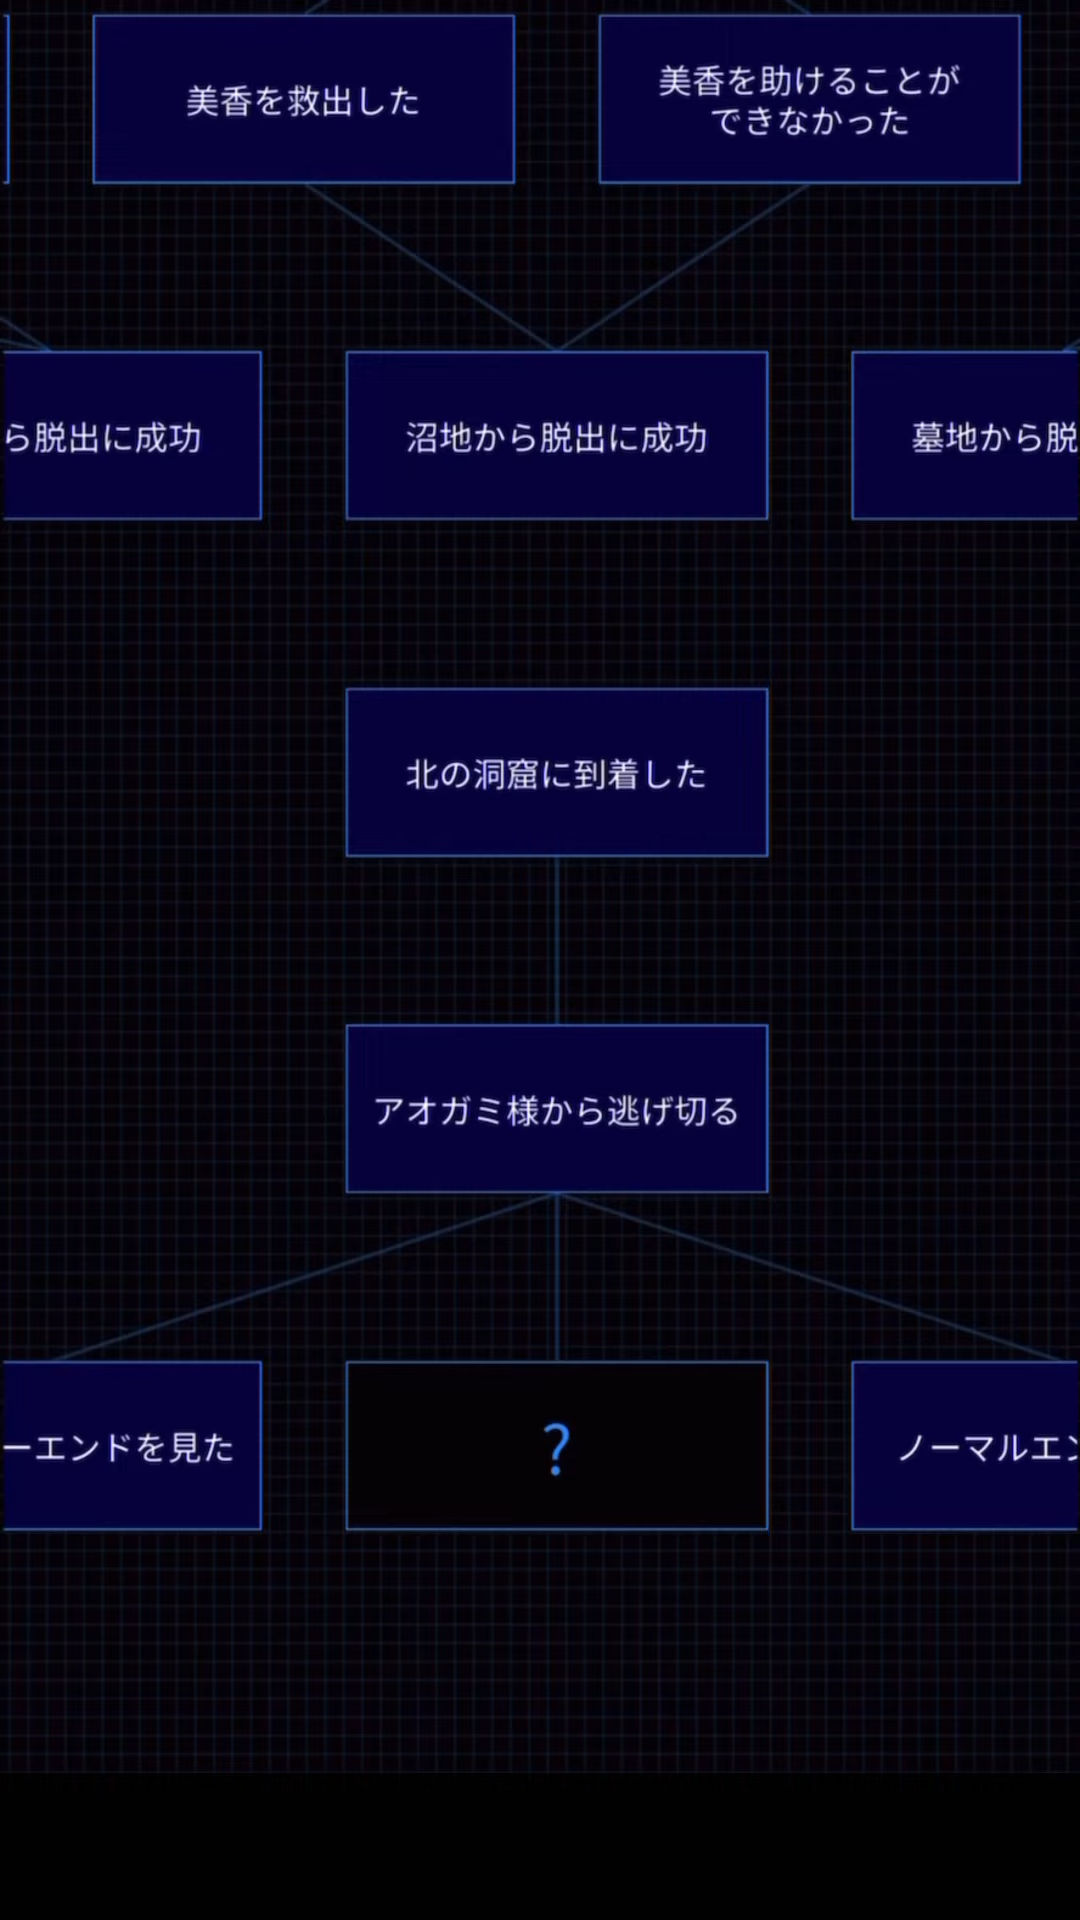 美香を救出した
美香を助けることが
できなかった
ら脱出に成功
沼地から脱出に成功
墓地から脱
北の洞窟に到着した
アオガミ様から逃げ切る
ーエンドを見た
?
ノーマルエン